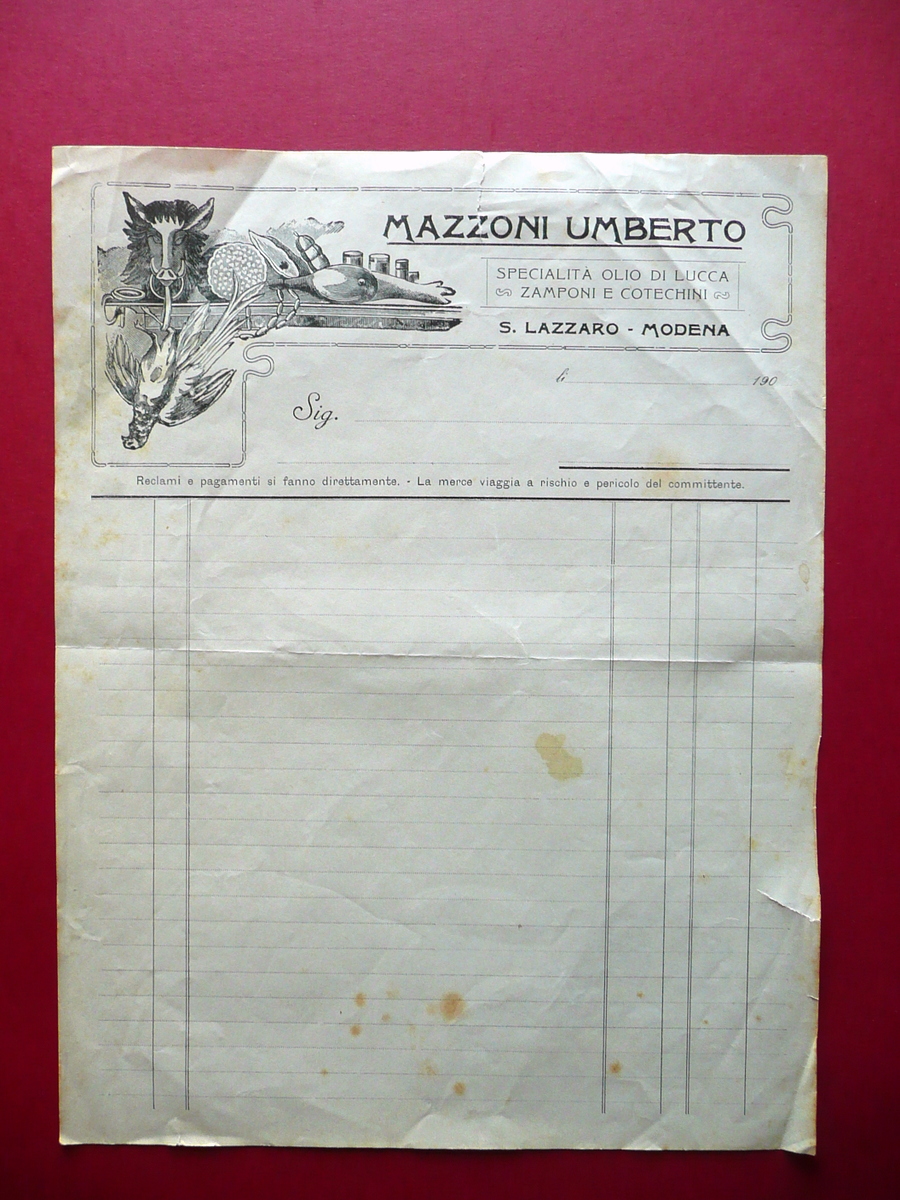 MAZZONI UMBERTO
SPECIALITÀ OLIO DI LUCCA
ZAMPONI E COTECHINI
S. LAZZARO - MODENA
li 190
Sig.
Reclami e pagamenti si fanno direttamente. - La merce viaggia a rischio e pericolo del committente.